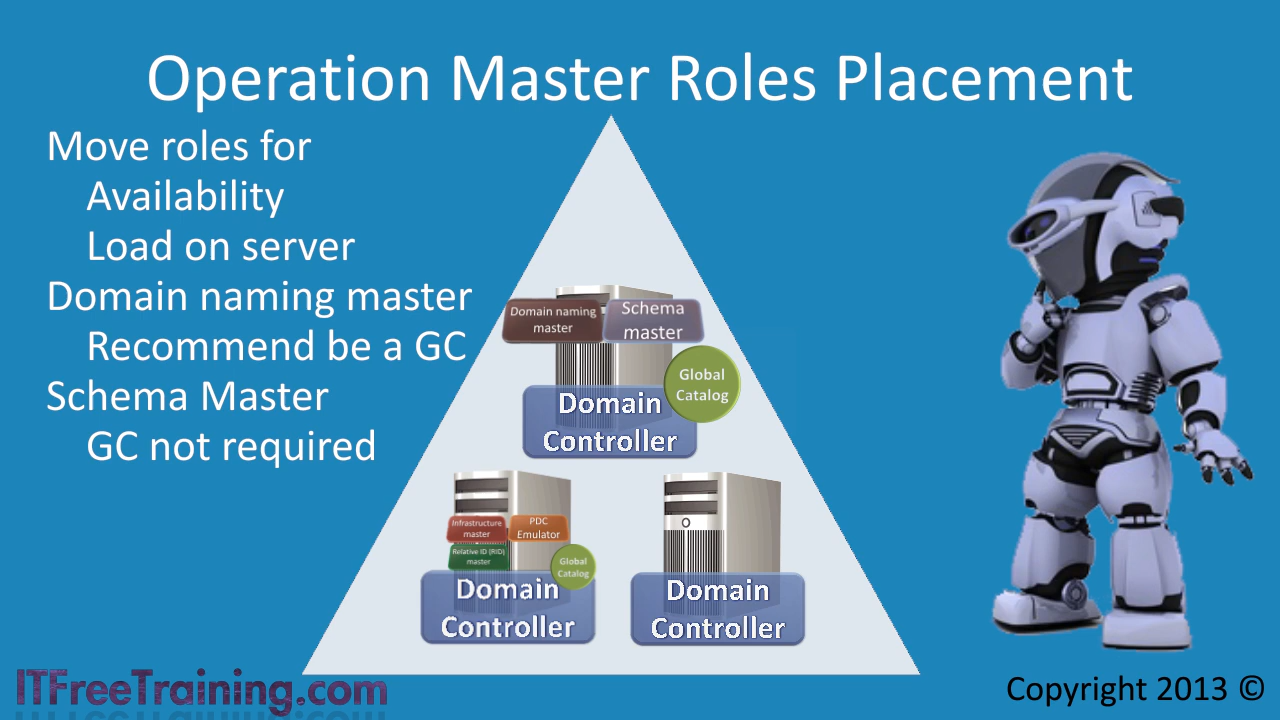 Operation Master Roles Placement
Move roles for
Availability
Load on server
Domain naming master
Recommend be a GC
Schema Master
GC not required
Domain naming
master
Schema
master
Global
Catalog
Domain
Controller
Infrastructure
master
PDC
Emulator
Relative ID (RID)
master
Global
Catalog
Domain
Controller
Domain
Controller
ITFreeTraining.com
Copyright 2013 ©